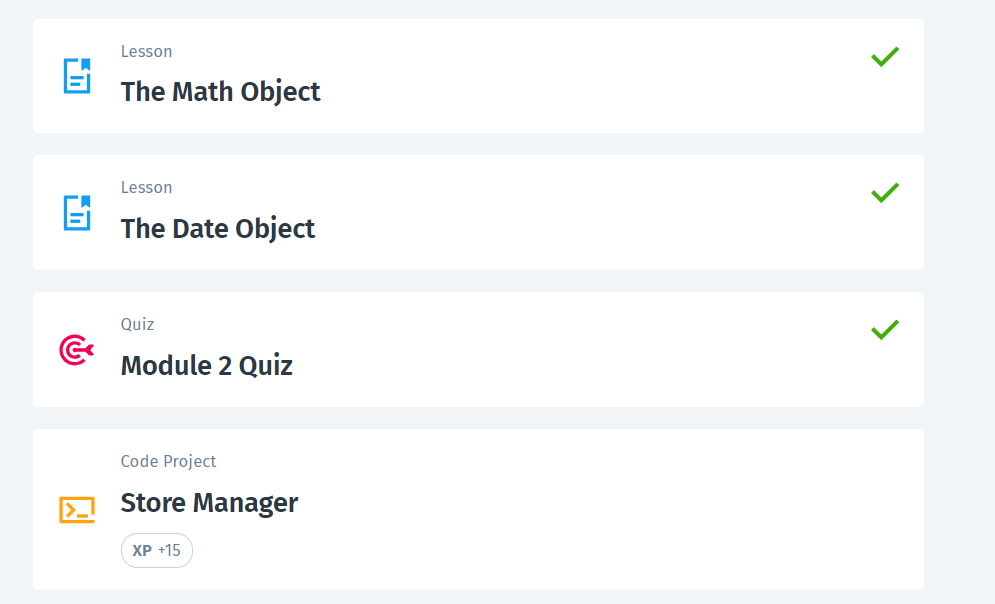 Lesson
The Math Object
Lesson
The Date Object
Quiz
Module 2 Quiz
Code Project
Store Manager
XP +15